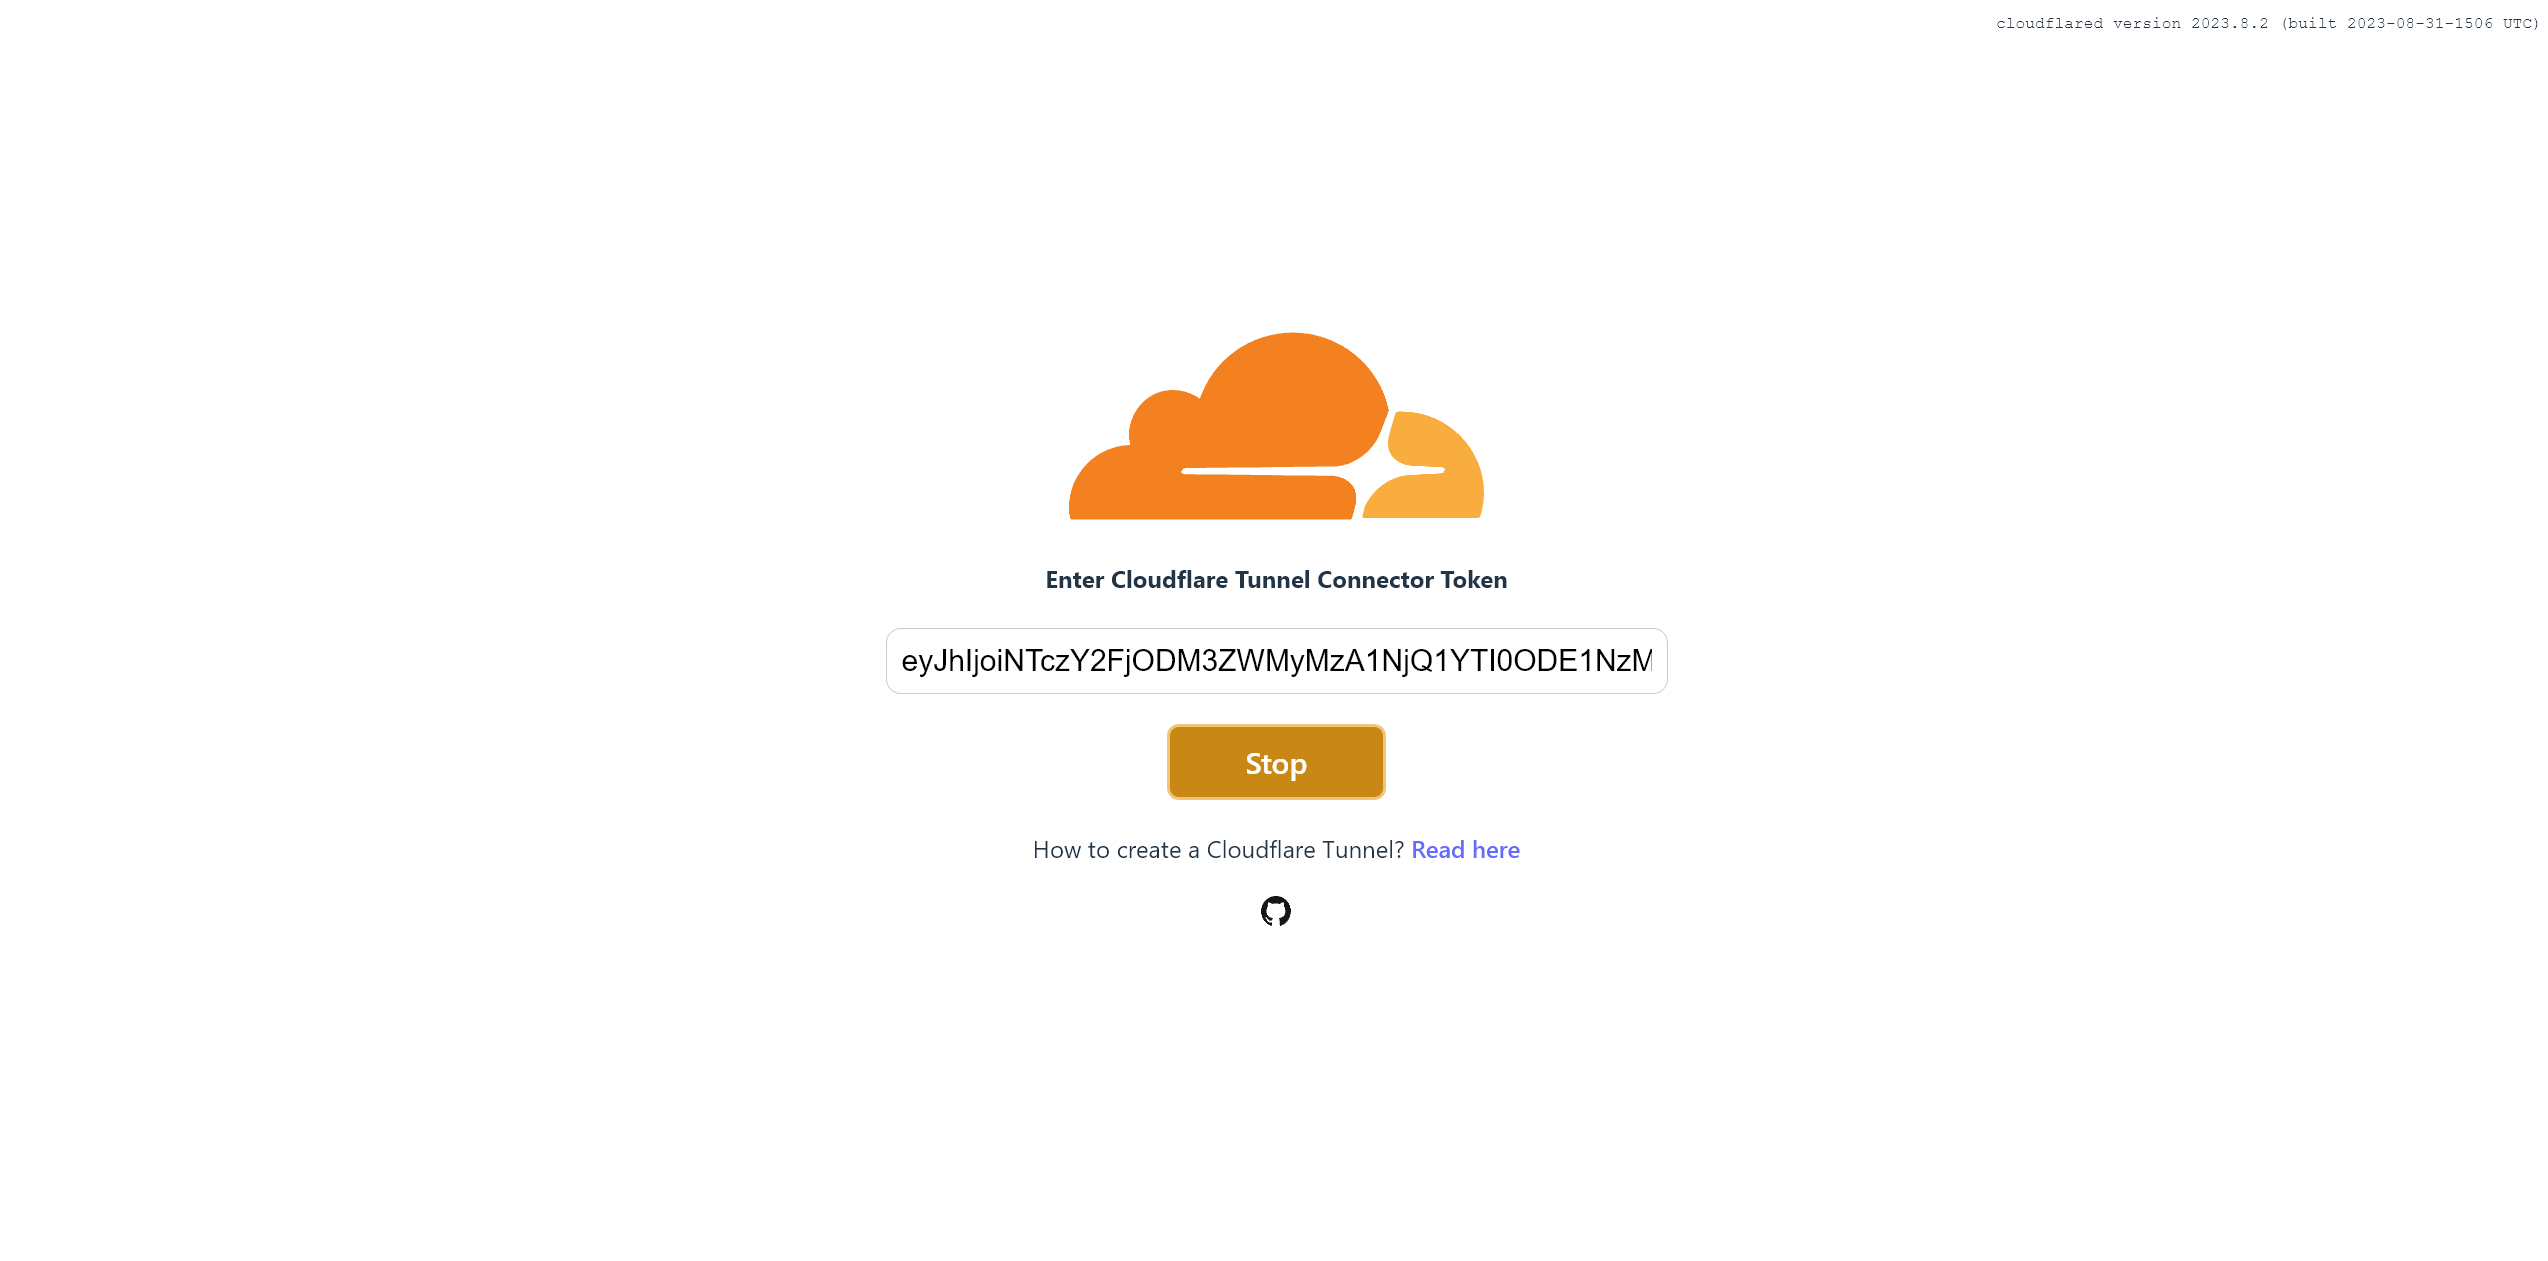 cloudflared version 2023.8.2 (built 2023-08-31-1506 UTC)
Enter Cloudflare Tunnel Connector Token
eyJhIjoiNTczY2FjODM3ZWMyMzA1NjQ1YTI0ODE1NzM
Stop
How to create a Cloudflare Tunnel? Read here